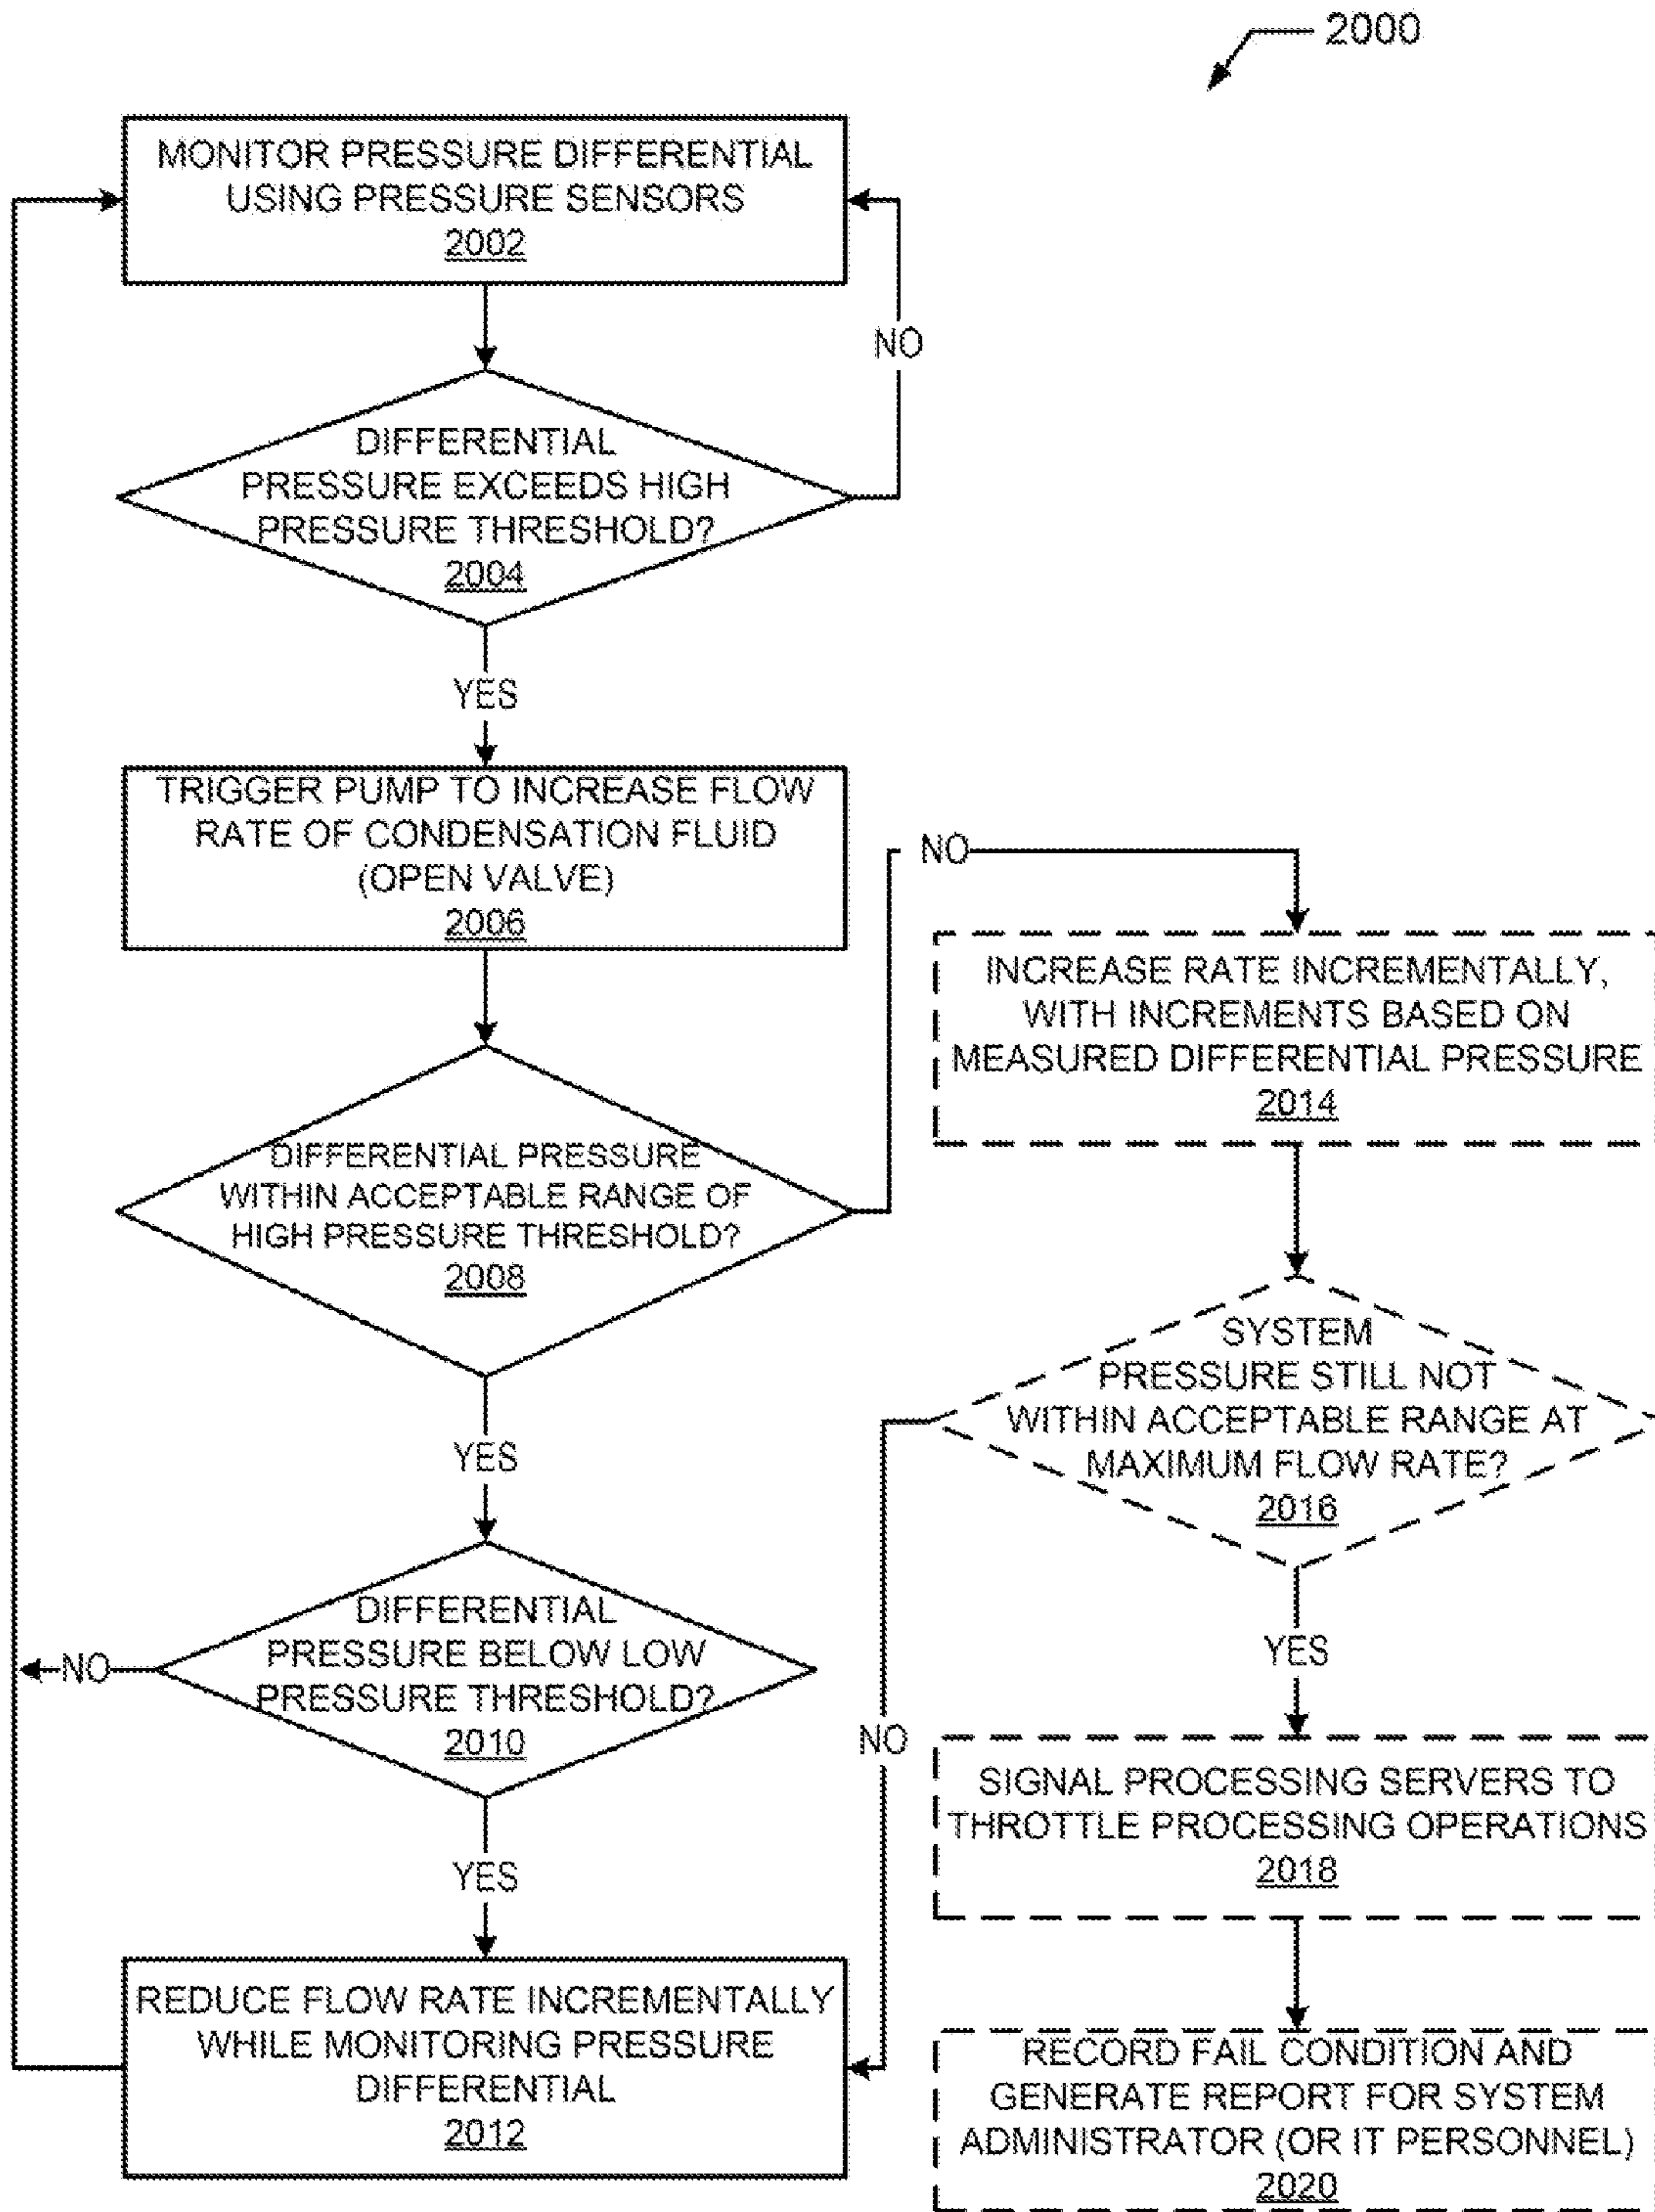 2000
MONITOR PRESSURE DIFFERENTIAL
USING PRESSURE SENSORS
2002
NO
DIFFERENTIAL
PRESSURE EXCEEDS HIGH
PRESSURE THRESHOLD?
2004
YES
TRIGGER PUMP TO INCREASE FLOW
RATE OF CONDENSATION FLUID
(OPEN VALVE)
2006
DIFFERENTIAL PRESSURE
WITHIN ACCEPTABLE RANGE OF
HIGH PRESSURE THRESHOLD?
2008
YES
DIFFERENTIAL
PRESSURE BELOW LOW
PRESSURE THRESHOLD?
2010
NO
YES
REDUCE FLOW RATE INCREMENTALLY
WHILE MONITORING PRESSURE
DIFFERENTIAL
2012
NO
INCREASE RATE INCREMENTALLY,
WITH INCREMENTS BASED ON
MEASURED DIFFERENTIAL PRESSURE
2014
SYSTEM
PRESSURE STILL NOT
WITHIN ACCEPTABLE RANGE AT
MAXIMUM FLOW RATE?
2016
NO
YES
SIGNAL PROCESSING SERVERS TO
THROTTLE PROCESSING OPERATIONS
2018
RECORD FAIL CONDITION AND
GENERATE REPORT FOR SYSTEM
ADMINISTRATOR (OR IT PERSONNEL)
2020